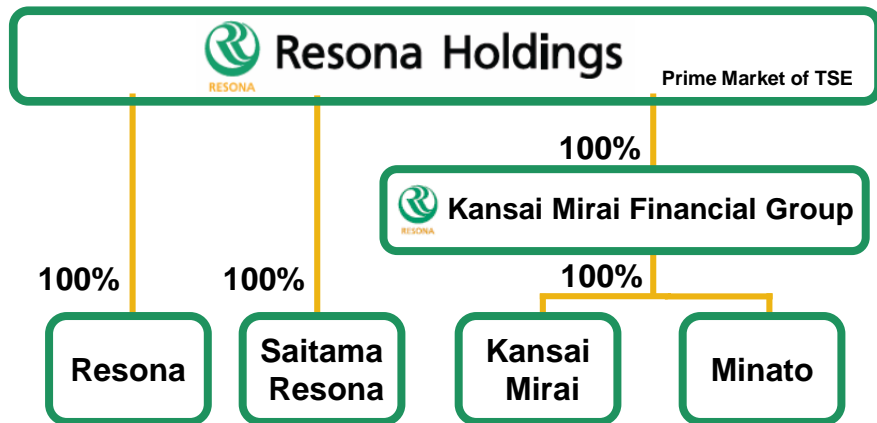 RESONA
Resona Holdings
Prime Market of TSE
100%
RESONA
Kansai Mirai Financial Group
100%
100%
100%
Resona
Saitama
Resona
Kansai
Mirai
Minato